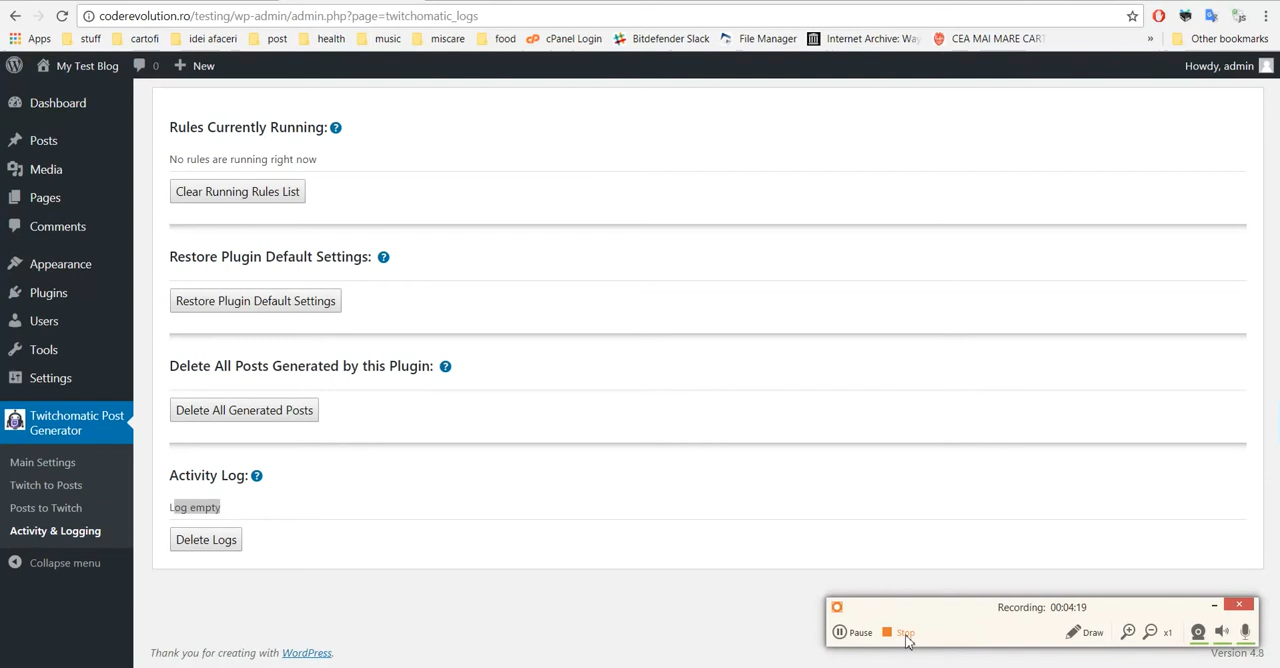 coderevolution.ro/testing/wp-admin/admin.php?page=twitchomatic_logs
Apps stuff cartofi idei afaceri post health music miscare food cPanel Login Bitdefender Slack File Manager Internet Archive: Way CEA MAI MARE CART » Other bookmarks
My Test Blog 0 + New Howdy, admin
Dashboard
Posts
Media
Pages
Comments
Appearance
Plugins
Users
Tools
Settings
Twitchomatic Post
Generator
Main Settings
Twitch to Posts
Posts to Twitch
Activity & Logging
Collapse menu
Rules Currently Running: ?
No rules are running right now
Clear Running Rules List
Restore Plugin Default Settings: ?
Restore Plugin Default Settings
Delete All Posts Generated by this Plugin: ?
Delete All Generated Posts
Activity Log: ?
Log empty
Delete Logs
Recording: 00:04:19
Pause Stop Draw x1
Thank you for creating with WordPress. Version 4.8